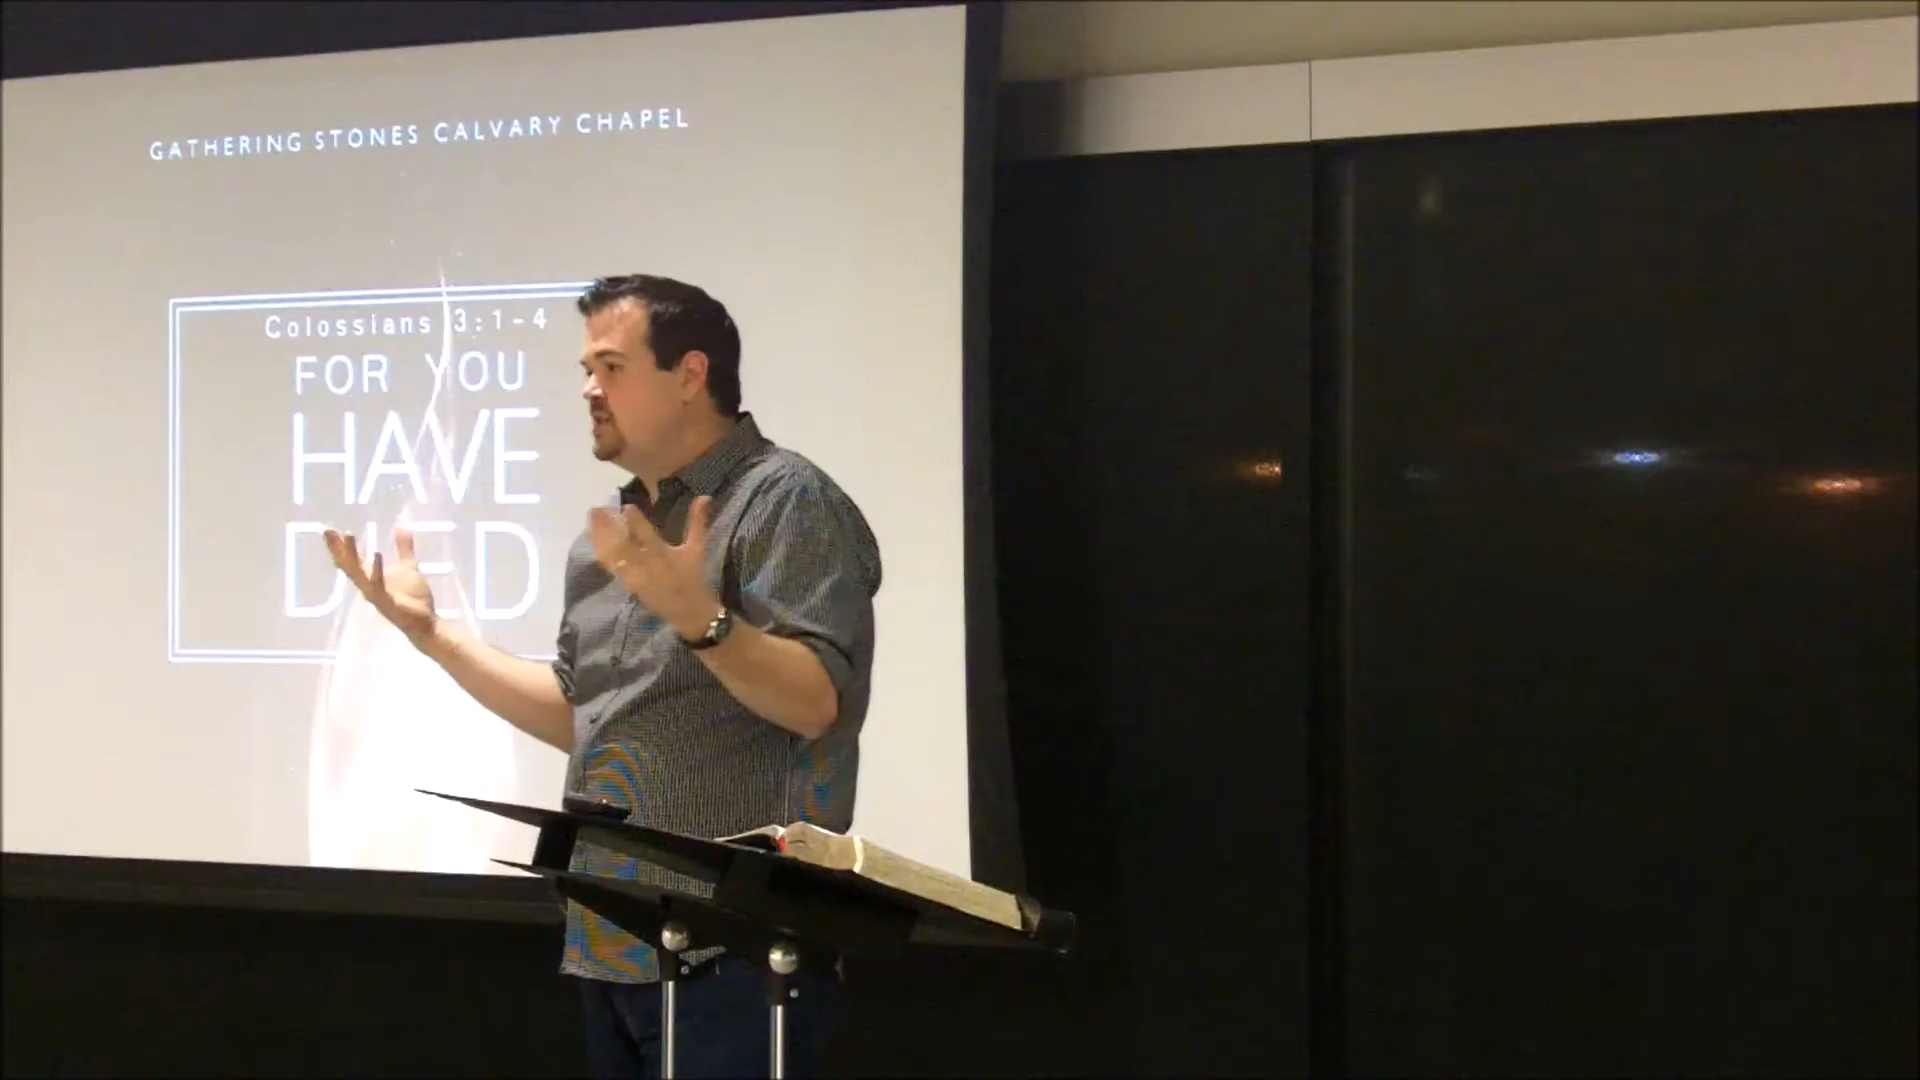 GATHERING STONES CALVARY CHAPEL
Colossians 3:1-4
FOR YOU
HAVE
DIED